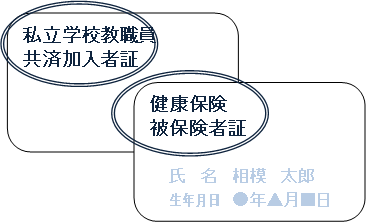 私立学校教職員
共済加入者証
健康保険
被保険者証
氏　名　相模　太郎
生年月日　●年▲月■日